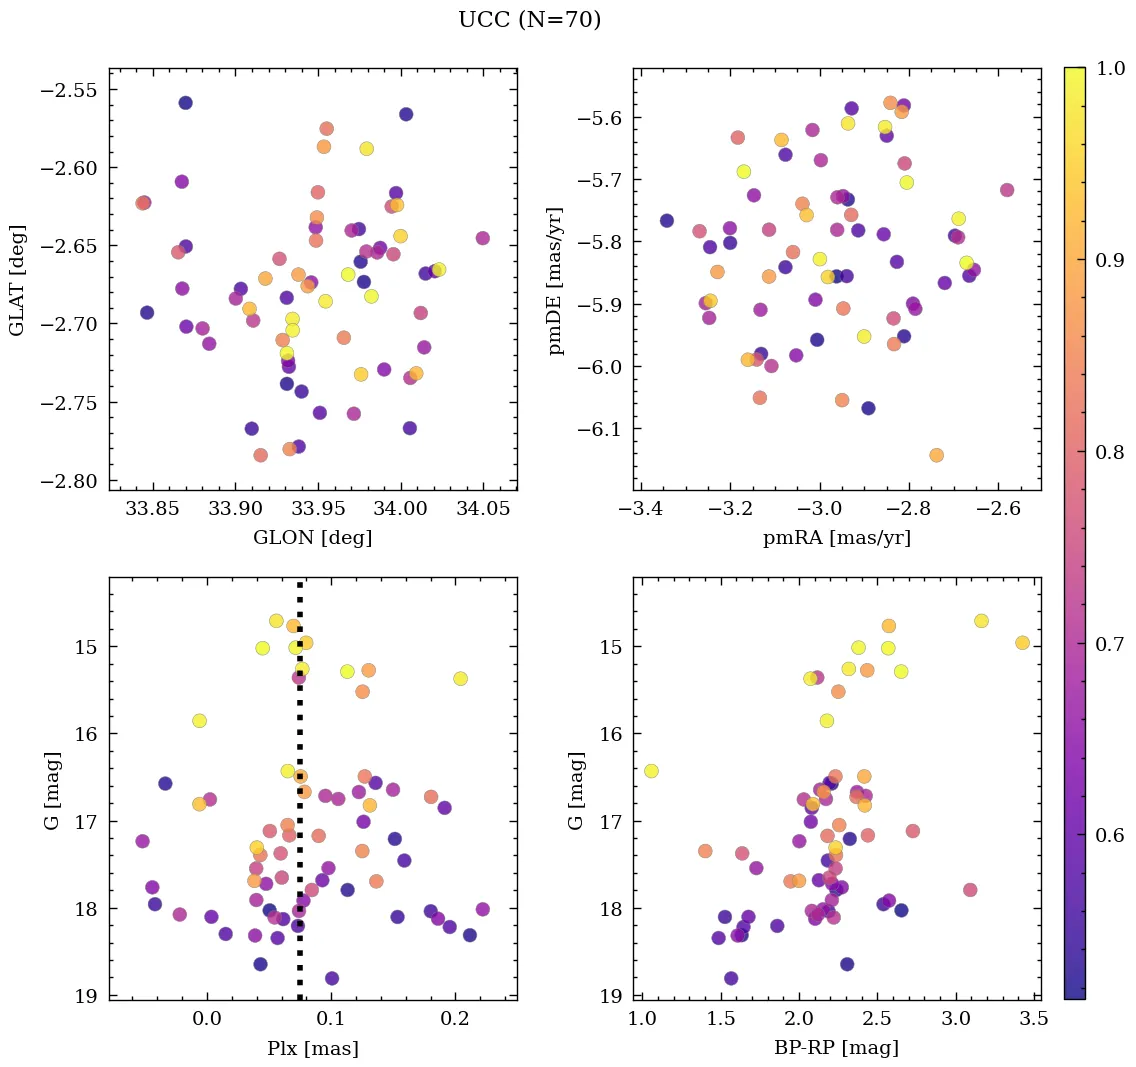 UCC (N=70)
−2.55
−2.60
−2.65
−2.70
−2.75
−2.80
GLAT [deg]
33.85 33.90 33.95 34.00 34.05
GLON [deg]
−5.6
−5.7
−5.8
−5.9
−6.0
−6.1
pmDE [mas/yr]
−3.4 −3.2 −3.0 −2.8 −2.6
pmRA [mas/yr]
15
16
17
18
19
G [mag]
0.0 0.1 0.2
Plx [mas]
15
16
17
18
19
G [mag]
1.0 1.5 2.0 2.5 3.0 3.5
BP-RP [mag]
1.0
0.9
0.8
0.7
0.6